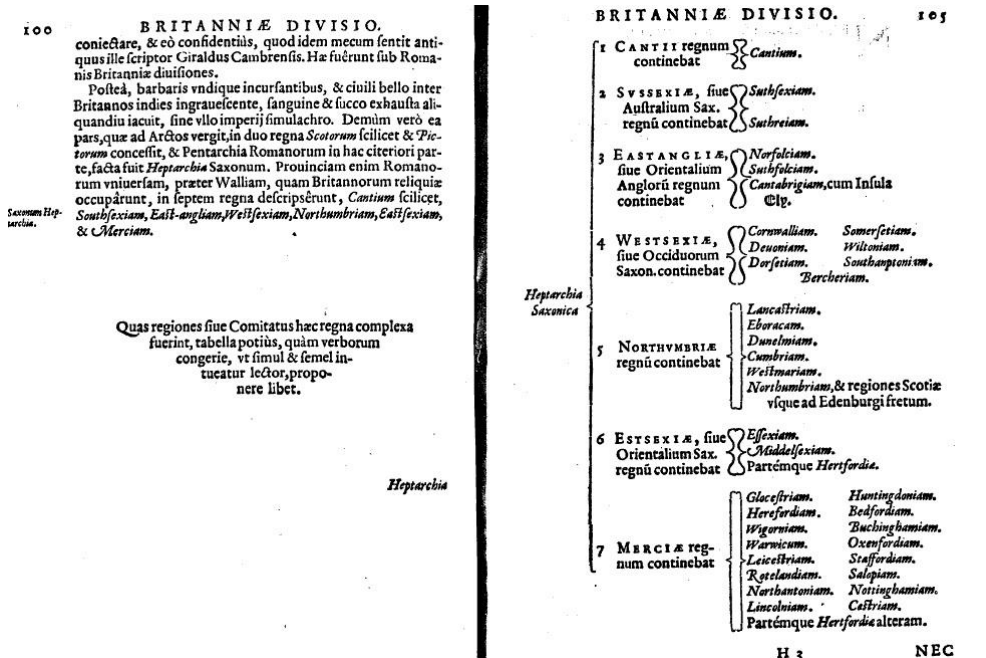 100 BRITANNIÆ DIVISIO.
coniectare, & eò confidentiùs, quod idem mecum sentit anti-
quus ille scriptor Giraldus Cambrensis. Hæ fuêrunt sub Roma-
nis Britanniæ diuisiones.
Posteà, barbaris vndique incursantibus, & ciuili bello inter
Britannos indies ingrauescente, sanguine & succo exhausta ali-
quandiu iacuit, sine vllo imperij simulachro. Demùm verò ea
pars, quæ ad Arctos vergit, in duo regna Scotorum scilicet & Pic-
torum concessit, & Pentarchia Romanorum in hac citeriori par-
te, facta fuit Heptarchia Saxonum. Prouinciam enim Romano-
rum vniuersam, præter Walliam, quam Britannorum reliquiæ
occupârunt, in septem regna descripsêrunt, Cantium scilicet,
Southsexiam, East-angliam, Westsexiam, Northumbriam, Eastsexiam,
& Merciam.
Saxonum Hep-
tarchia.
Quas regiones siue Comitatus hæc regna complexa
fuerint, tabella potiùs, quàm verborum
congerie, vt simul & semel in-
tueatur lector, propo-
nere libet.
Heptarchia
BRITANNIÆ DIVISIO. 105
Heptarchia
Saxonica
1 CANTII regnum
continebat
Cantium.
2 SVSSEXIÆ, siue
Australium Sax.
regnũ continebat
Suthsexiam.
Suthreiam.
3 EASTANGLIÆ,
siue Orientalium
Anglorũ regnum
continebat
Norfolciam.
Suthfolciam.
Cantabrigiam, cum Insula
Ely.
4 WESTSEXIÆ,
siue Occiduorum
Saxon. continebat
Cornwalliam. Somersetiam.
Deuoniam. Wiltoniam.
Dorsetiam. Southanptoniam.
Bercheriam.
5 NORTHVMBRIÆ
regnũ continebat
Lancastriam.
Eboracam.
Dunelmiam.
Cumbriam.
Westmariam.
Northumbriam, & regiones Scotiæ
vsque ad Edenburgi fretum.
6 ESTSEXIÆ, siue
Orientalium Sax.
regnũ continebat
Essexiam.
Middelsexiam.
Partémque Hertfordiæ.
7 MERCIÆ reg-
num continebat
Glocestriam. Huntingdoniam.
Herefordiam. Bedfordiam.
Wigorniam. Buchinghamiam.
Warwicum. Oxenfordiam.
Leicestriam. Staffordiam.
Rotelandiam. Salopiam.
Northantoniam. Nottinghamiam.
Lincolniam. Cestriam.
Partémque Hertfordiæ alteram.
H 3 NEC